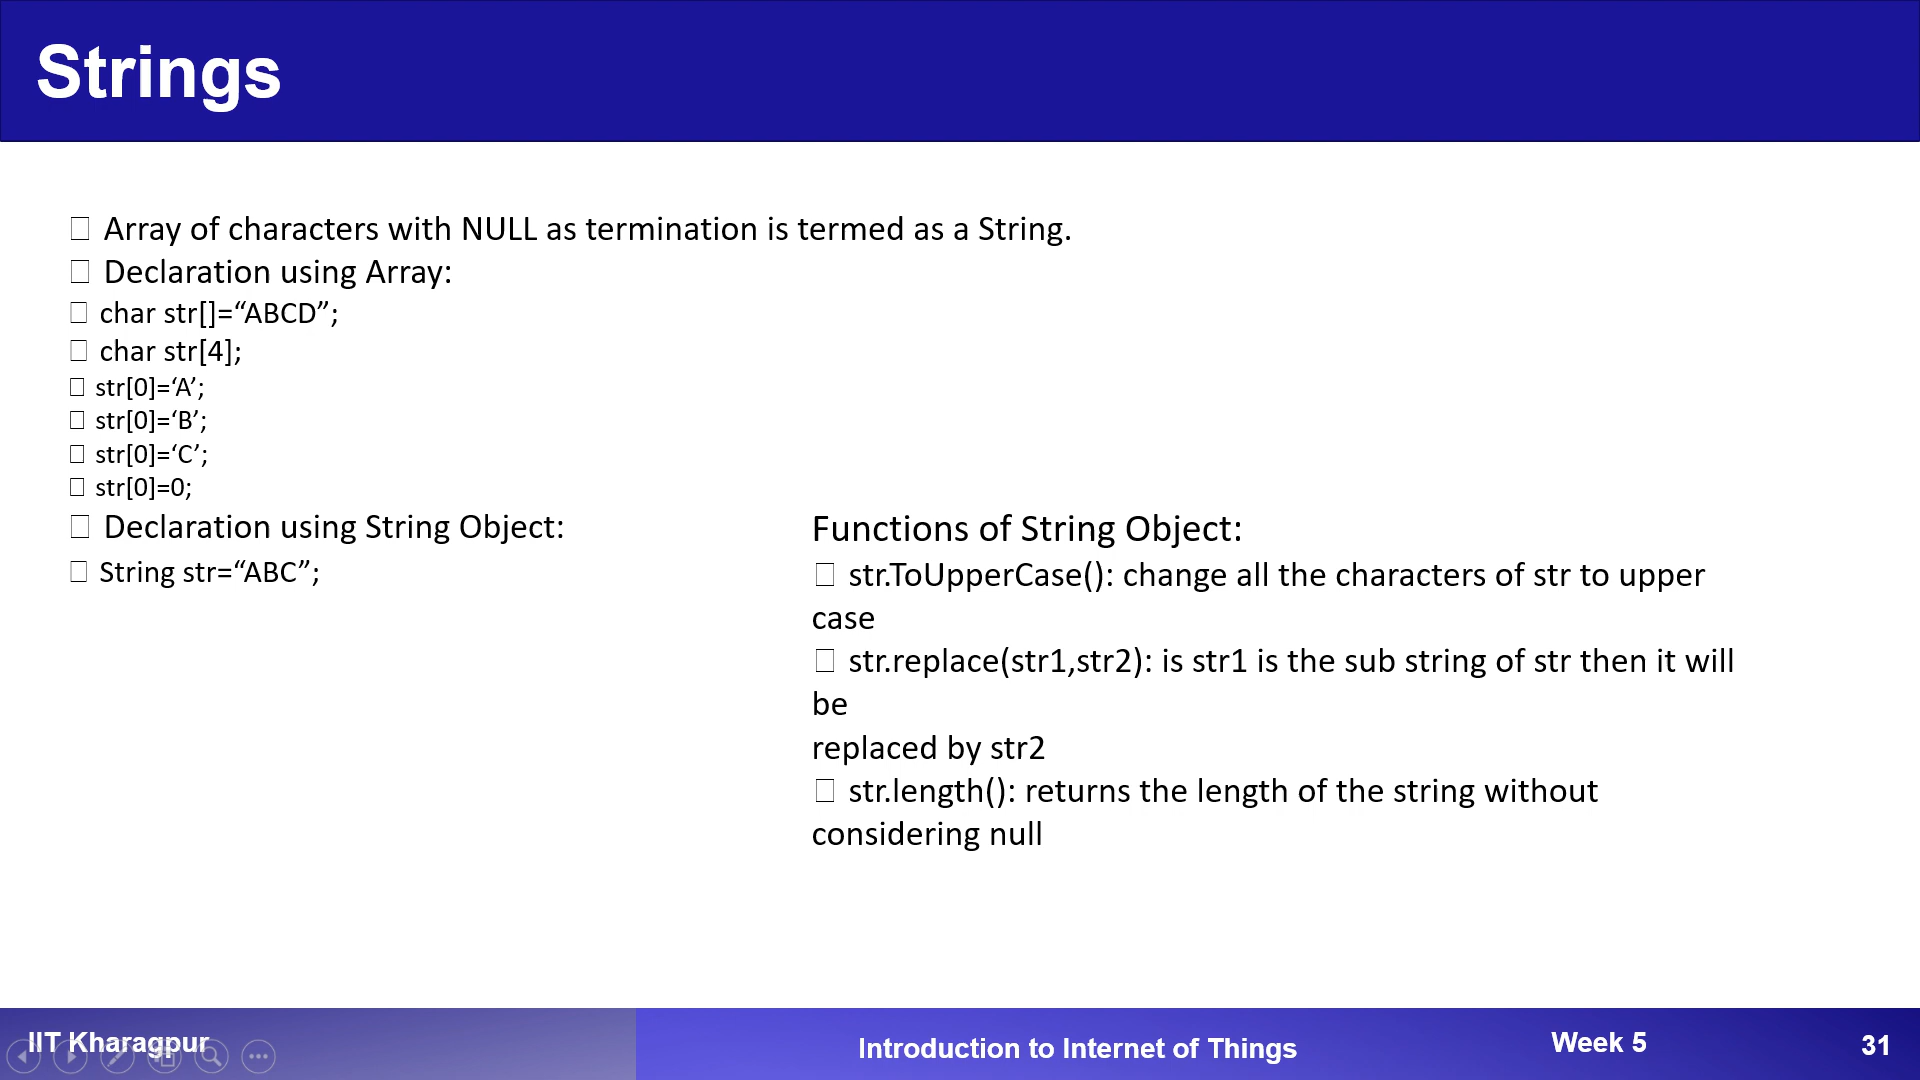 Strings
Array of characters with NULL as termination is termed as a String.
Declaration using Array:
char str[]=“ABCD”;
char str[4];
str[0]=‘A’;
str[0]=‘B’;
str[0]=‘C’;
str[0]=0;
Declaration using String Object:
String str=“ABC”;
Functions of String Object:
str.ToUpperCase(): change all the characters of str to upper
case
str.replace(str1,str2): is str1 is the sub string of str then it will
be
replaced by str2
str.length(): returns the length of the string without
considering null
IIT Kharagpur
Introduction to Internet of Things
Week 5
31